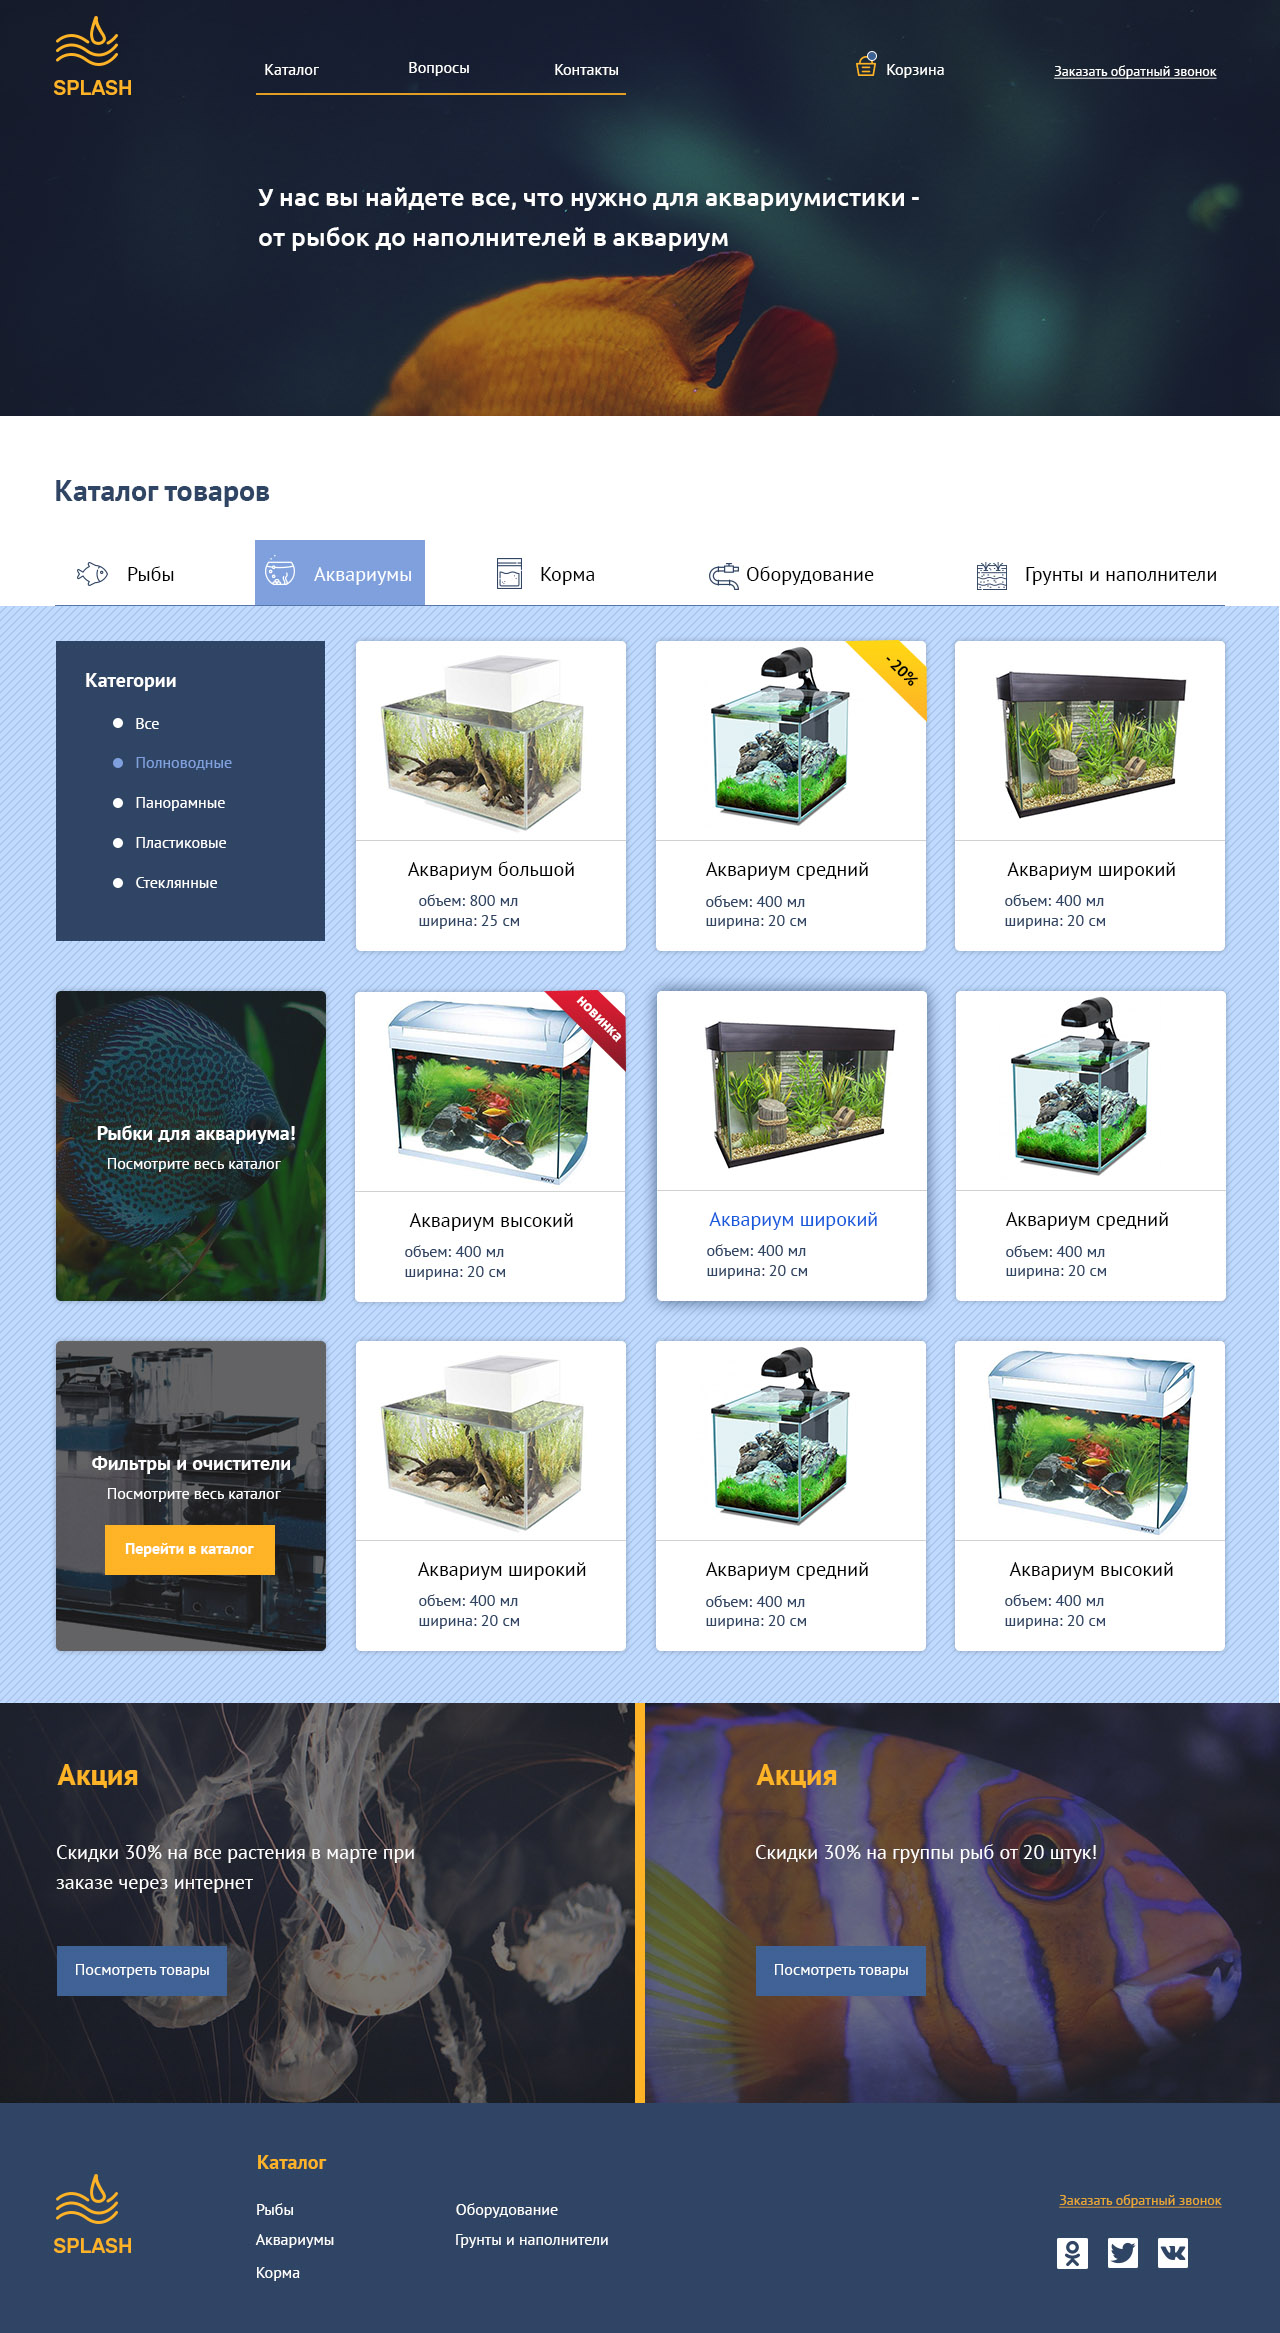 SPLASH
Каталог
Вопросы
Контакты
Корзина
Заказать обратный звонок
У нас вы найдете все, что нужно для аквариумистики -
от рыбок до наполнителей в аквариум
Каталог товаров
Рыбы
Аквариумы
Корма
Оборудование
Грунты и наполнители
Категории
Все
Полноводные
Панорамные
Пластиковые
Стеклянные
Аквариум большой
объем: 800 мл
ширина: 25 см
- 20%
Аквариум средний
объем: 400 мл
ширина: 20 см
Аквариум широкий
объем: 400 мл
ширина: 20 см
Рыбки для аквариума!
Посмотрите весь каталог
новинка
Аквариум высокий
объем: 400 мл
ширина: 20 см
Аквариум широкий
объем: 400 мл
ширина: 20 см
Аквариум средний
объем: 400 мл
ширина: 20 см
Фильтры и очистители
Посмотрите весь каталог
Перейти в каталог
Аквариум широкий
объем: 400 мл
ширина: 20 см
Аквариум средний
объем: 400 мл
ширина: 20 см
Аквариум высокий
объем: 400 мл
ширина: 20 см
Акция
Скидки 30% на все растения в марте при
заказе через интернет
Посмотреть товары
Акция
Скидки 30% на группы рыб от 20 штук!
Посмотреть товары
SPLASH
Каталог
Рыбы
Аквариумы
Корма
Оборудование
Грунты и наполнители
Заказать обратный звонок